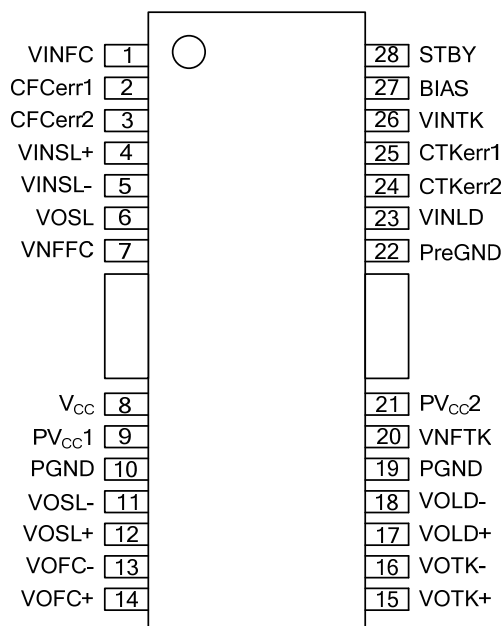 VINFC 1 28 STBY
CFCerr1 2 27 BIAS
CFCerr2 3 26 VINTK
VINSL+ 4 25 CTKerr1
VINSL- 5 24 CTKerr2
VOSL 6 23 VINLD
VNFFC 7 22 PreGND
VCC 8 21 PVCC2
PVCC1 9 20 VNFTK
PGND 10 19 PGND
VOSL- 11 18 VOLD-
VOSL+ 12 17 VOLD+
VOFC- 13 16 VOTK-
VOFC+ 14 15 VOTK+